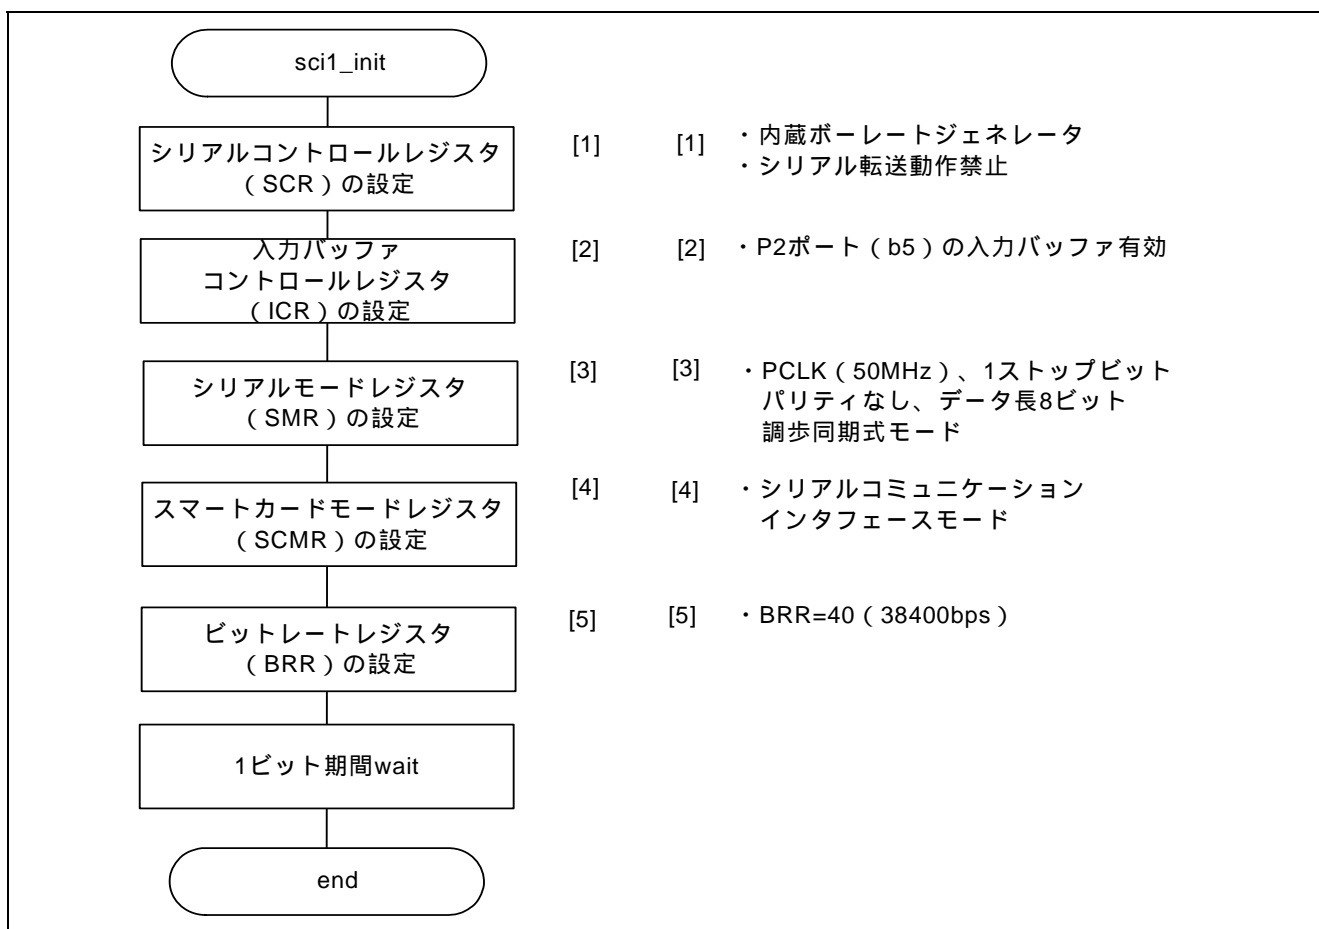 sci1_init
シリアルコントロールレジスタ
（SCR）の設定
[1]
[1]
・内蔵ボーレートジェネレータ
・シリアル転送動作禁止
入力バッファ
コントロールレジスタ
（ICR）の設定
[2]
[2]
・P2ポート（b5）の入力バッファ有効
シリアルモードレジスタ
（SMR）の設定
[3]
[3]
・PCLK（50MHz）、1ストップビット
パリティなし、データ長8ビット
調歩同期式モード
スマートカードモードレジスタ
（SCMR）の設定
[4]
[4]
・シリアルコミュニケーション
インタフェースモード
ビットレートレジスタ
（BRR）の設定
[5]
[5]
・BRR=40（38400bps）
1ビット期間wait
end